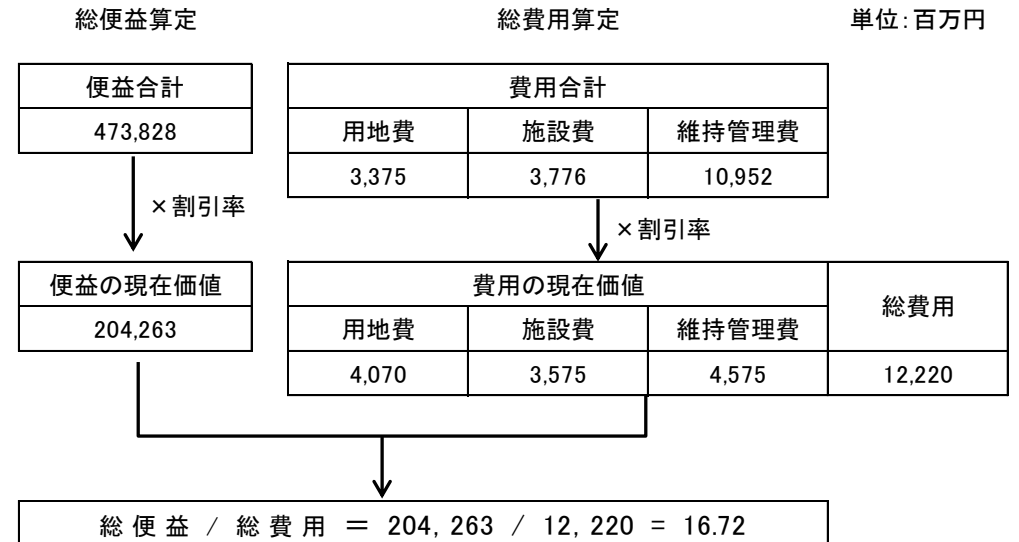 総便益算定 総費用算定 単位：百万円
便益合計 費用合計
473,828 用地費 施設費 維持管理費
3,375 3,776 10,952
×割引率
×割引率
便益の現在価値 費用の現在価値 総費用
204,263 用地費 施設費 維持管理費
4,070 3,575 4,575 12,220
総便益 / 総費用 ＝ 204,263 / 12,220 = 16.72